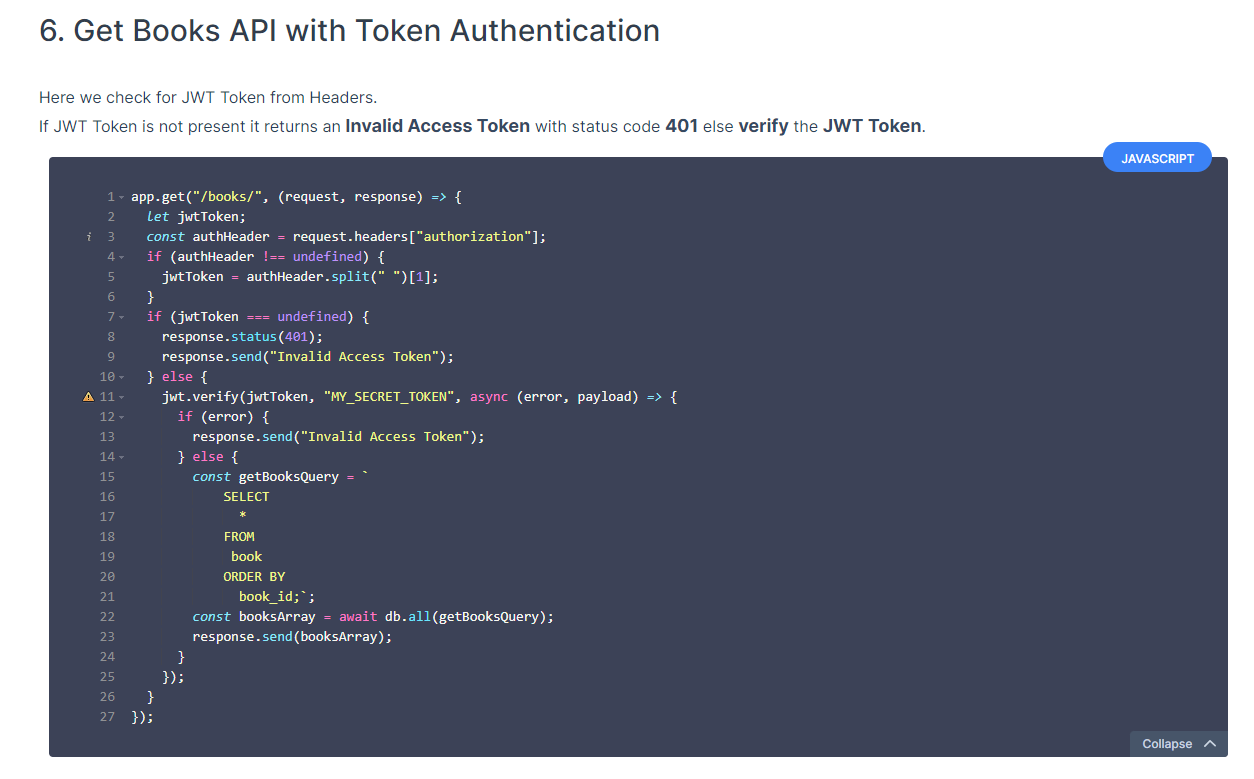 6. Get Books API with Token Authentication
Here we check for JWT Token from Headers.
If JWT Token is not present it returns an Invalid Access Token with status code 401 else verify the JWT Token.
JAVASCRIPT
1 app.get("/books/", (request, response) => {
2   let jwtToken;
i 3   const authHeader = request.headers["authorization"];
4   if (authHeader !== undefined) {
5     jwtToken = authHeader.split(" ")[1];
6   }
7   if (jwtToken === undefined) {
8     response.status(401);
9     response.send("Invalid Access Token");
10   } else {
11     jwt.verify(jwtToken, "MY_SECRET_TOKEN", async (error, payload) => {
12       if (error) {
13         response.send("Invalid Access Token");
14       } else {
15         const getBooksQuery = `
16             SELECT
17               *
18             FROM
19              book
20             ORDER BY
21               book_id;`;
22         const booksArray = await db.all(getBooksQuery);
23         response.send(booksArray);
24       }
25     });
26   }
27 });
Collapse